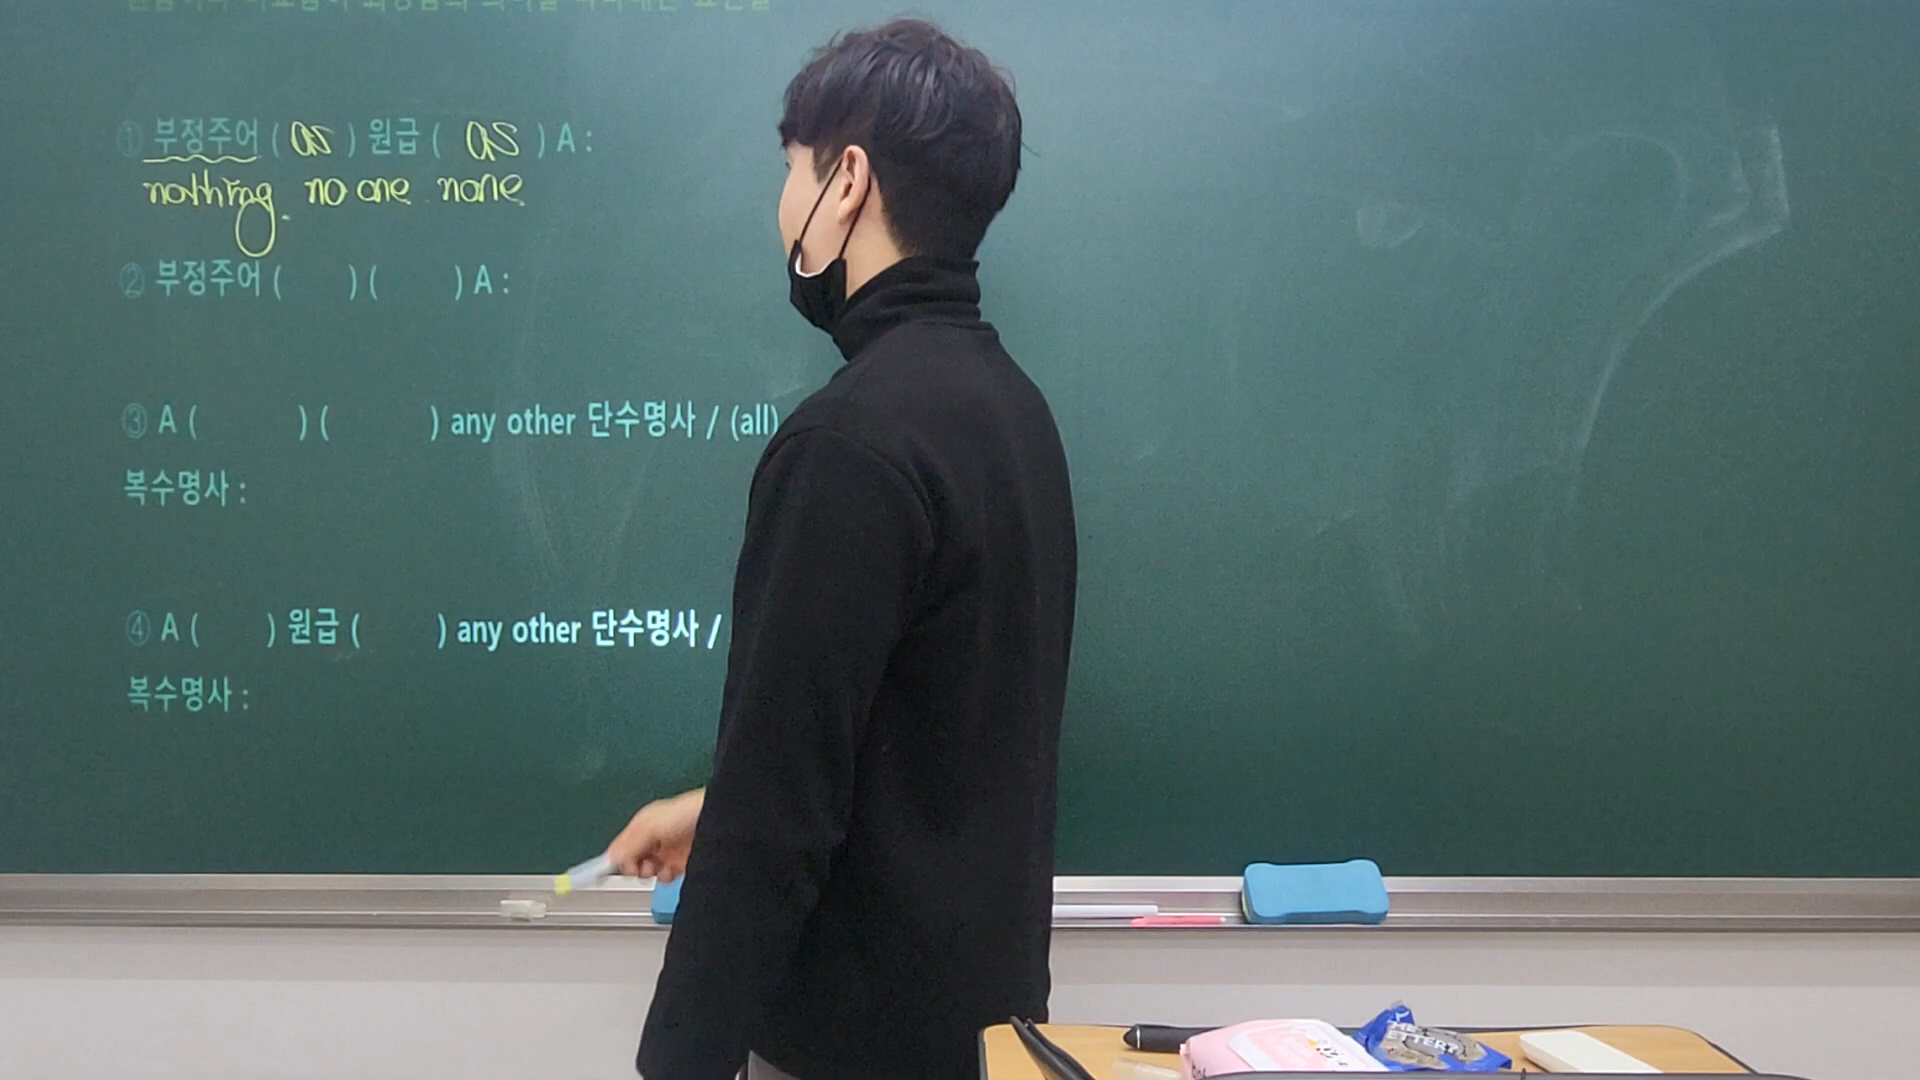 ① 부정주어 ( as ) 원급 ( as ) A :
nothing. no one none.
② 부정주어 ( ) ( ) A :
③ A ( ) ( ) any other 단수명사 / (all)
복수명사 :
④ A ( ) 원급 ( ) any other 단수명사 /
복수명사 :